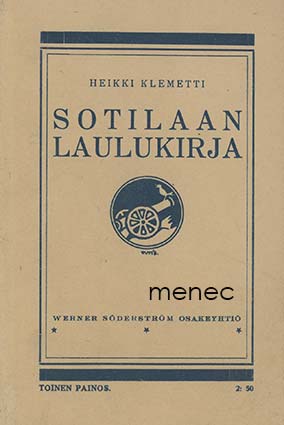 HEIKKI KLEMETTI
SOTILAAN
LAULUKIRJA
menec
WERNER SÖDERSTRÖM OSAKEYHTIÖ
* * *
TOINEN PAINOS. 2: 50